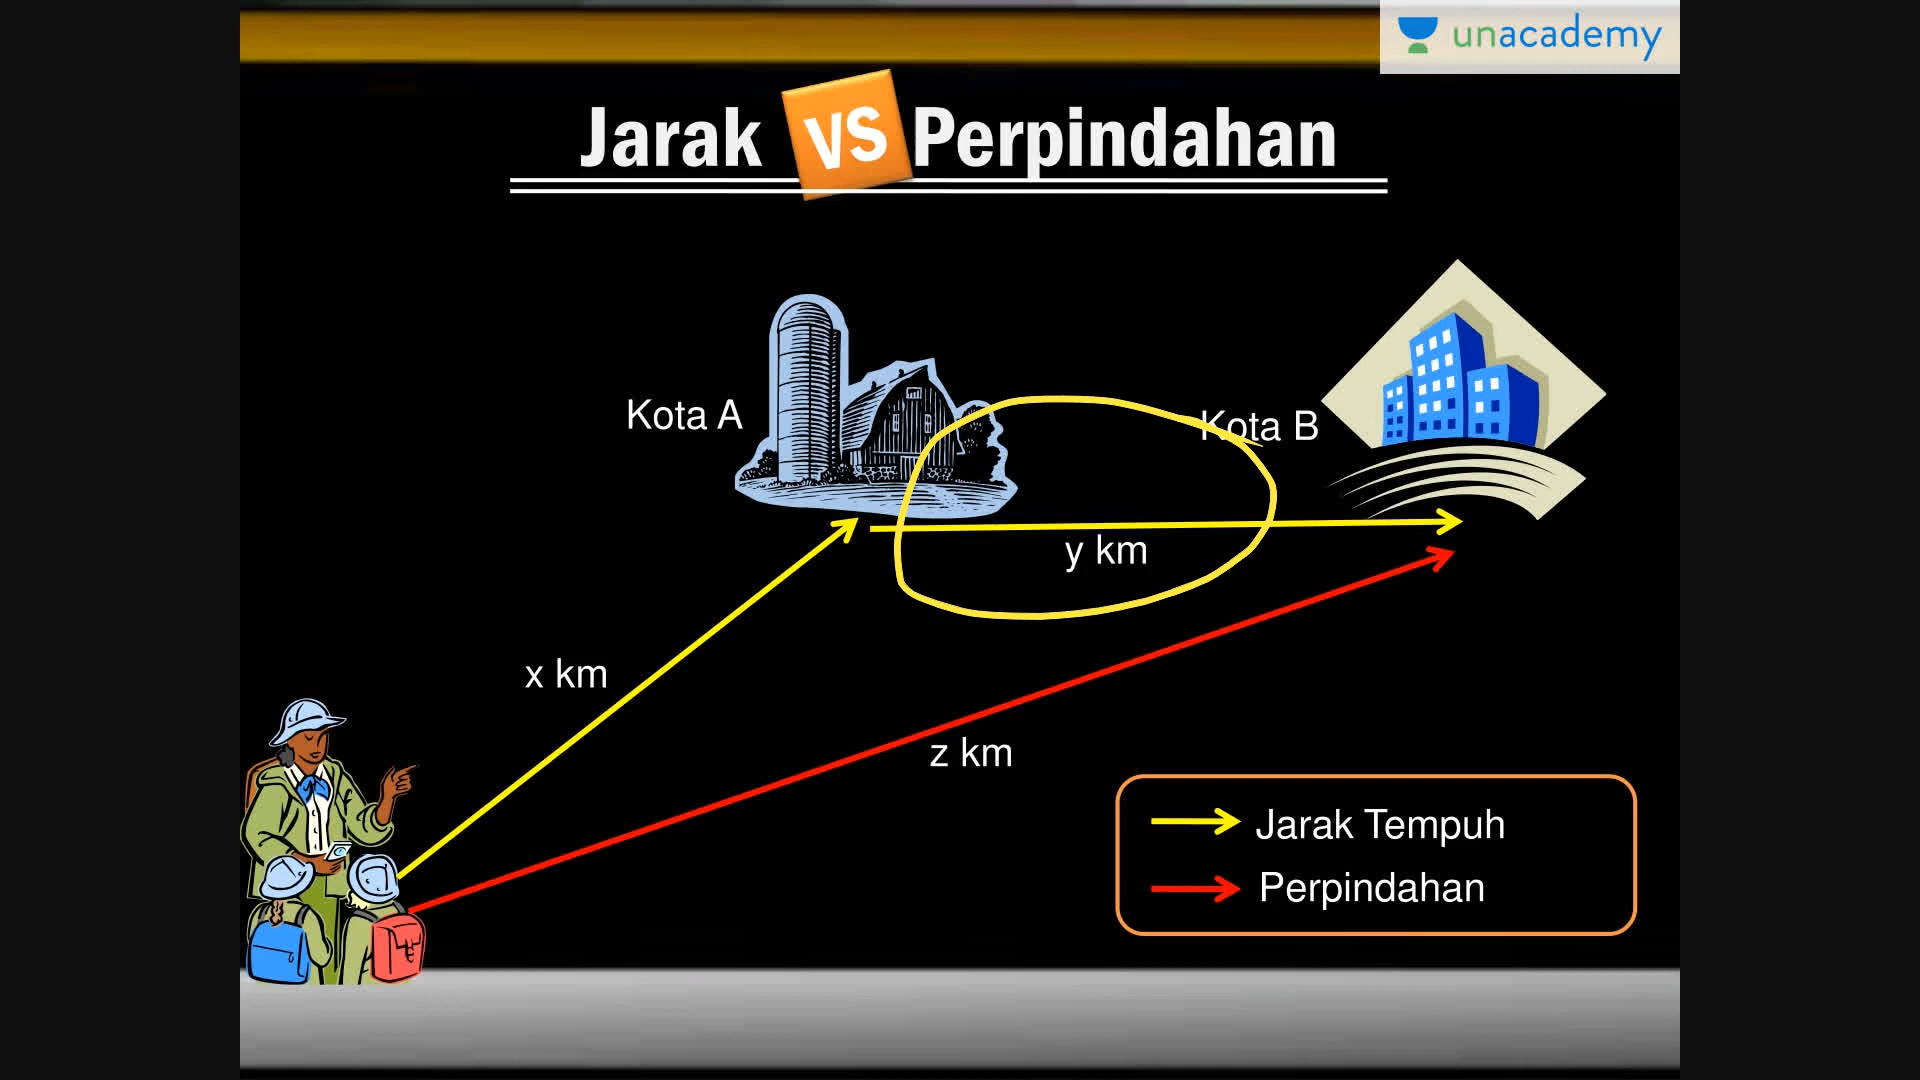 unacademy
Jarak VS Perpindahan
Kota A
Kota B
y km
x km
z km
Jarak Tempuh
Perpindahan